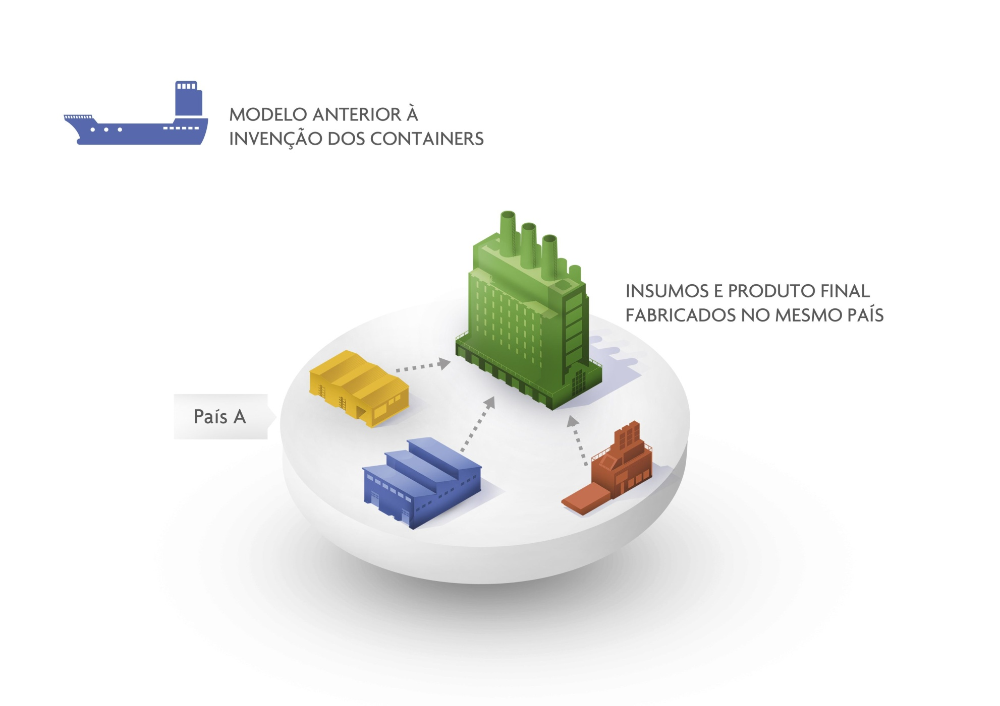 MODELO ANTERIOR À
INVENÇÃO DOS CONTAINERS
INSUMOS E PRODUTO FINAL
FABRICADOS NO MESMO PAÍS
País A